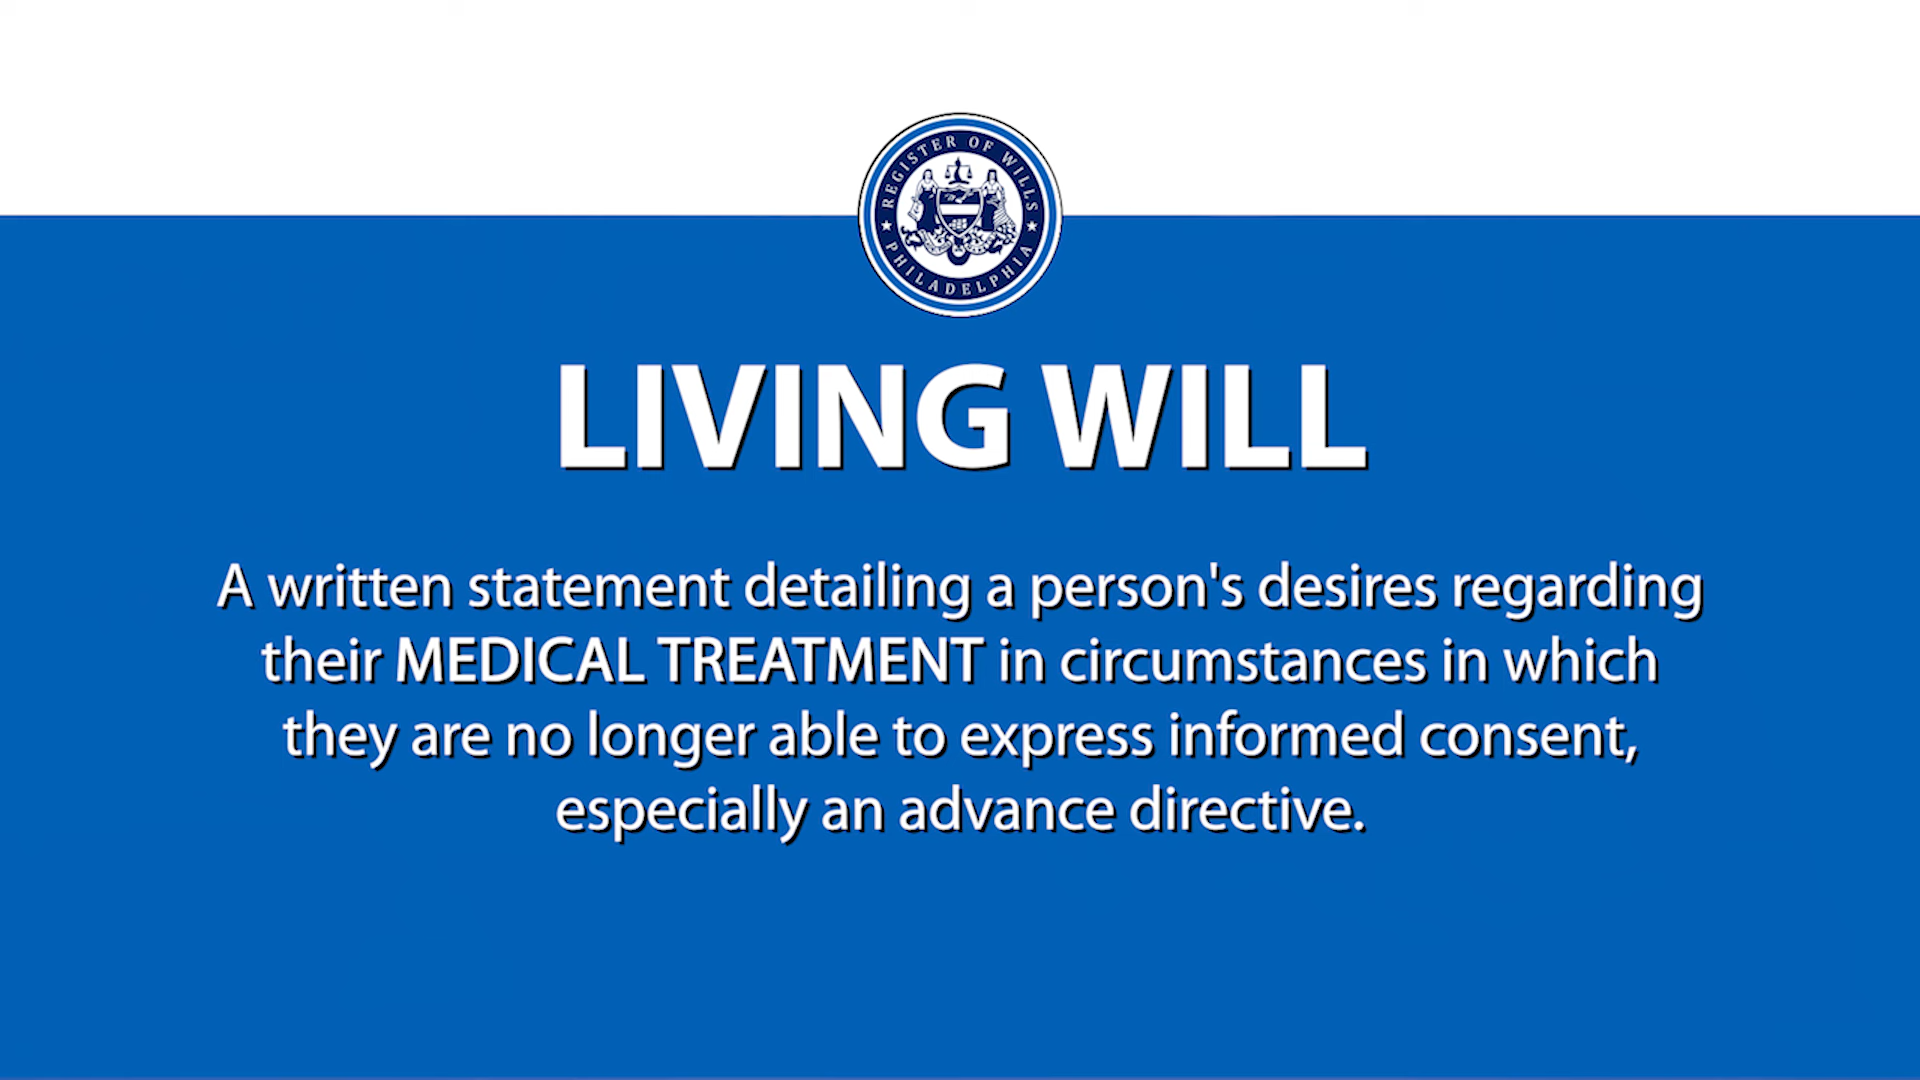 REGISTER OF WILLS
★ PHILADELPHIA ★
LIVING WILL
A written statement detailing a person's desires regarding
their MEDICAL TREATMENT in circumstances in which
they are no longer able to express informed consent,
especially an advance directive.